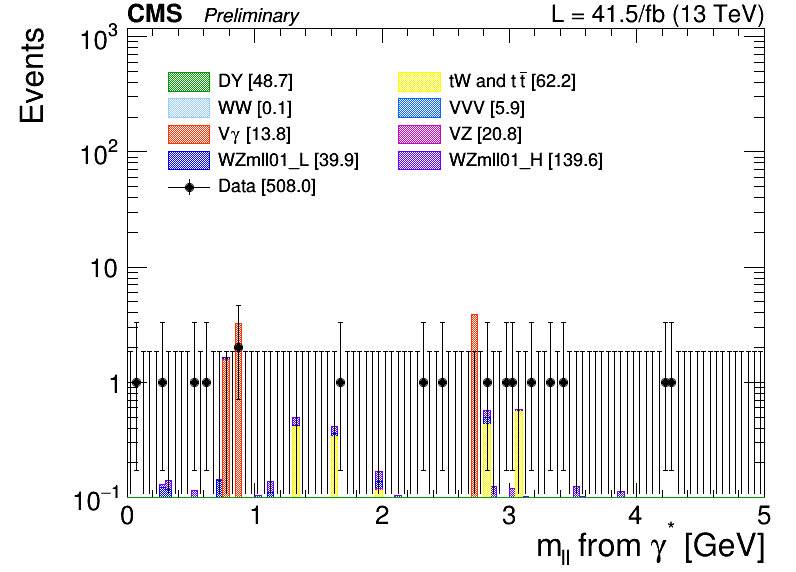 CMS Preliminary L = 41.5/fb (13 TeV)
Events
10³
10²
10
1
10⁻¹
DY [48.7]
tW and tt̄ [62.2]
WW [0.1]
VVV [5.9]
Vγ [13.8]
VZ [20.8]
WZmll01_L [39.9]
WZmll01_H [139.6]
Data [508.0]
0 1 2 3 4 5
m_ll from γ* [GeV]